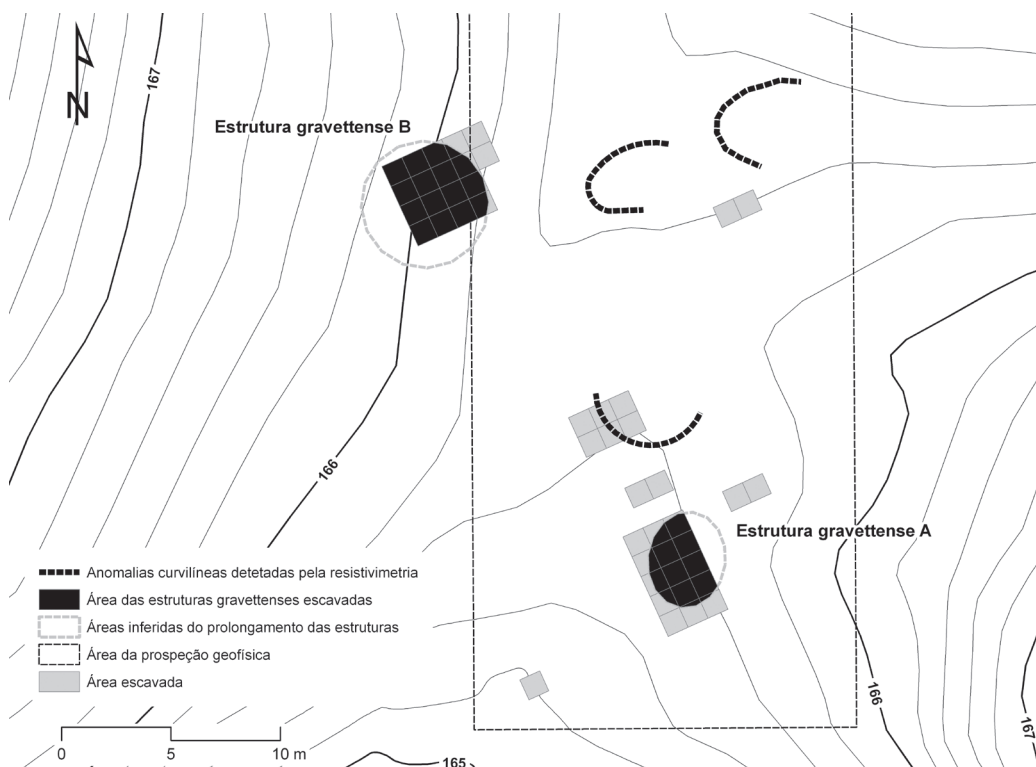 167
N
Estrutura gravettense B
166
Estrutura gravettense A
Anomalias curvilíneas detetadas pela resistivimetria
Área das estruturas gravettenses escavadas
Áreas inferidas do prolongamento das estruturas
Área da prospeção geofísica
Área escavada
166
167
0 5 10 m
165